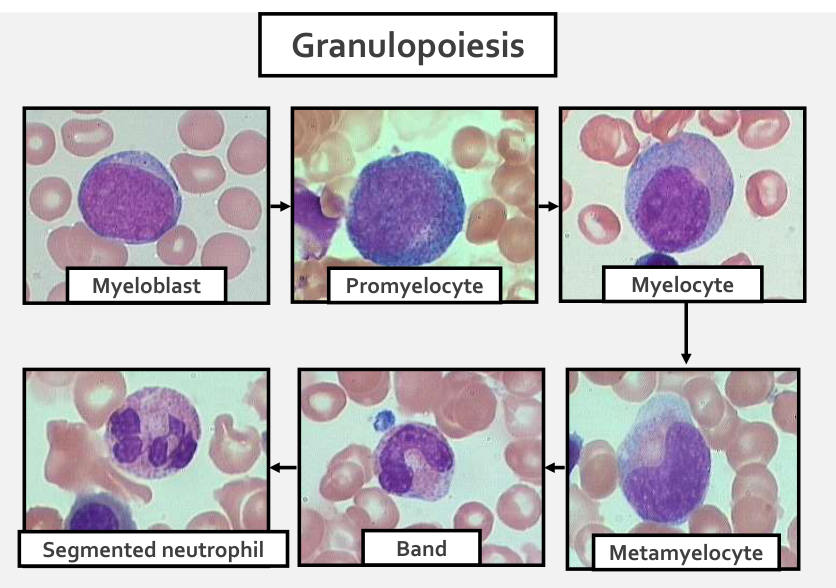 Granulopoiesis
Myeloblast
Promyelocyte
Myelocyte
Segmented neutrophil
Band
Metamyelocyte